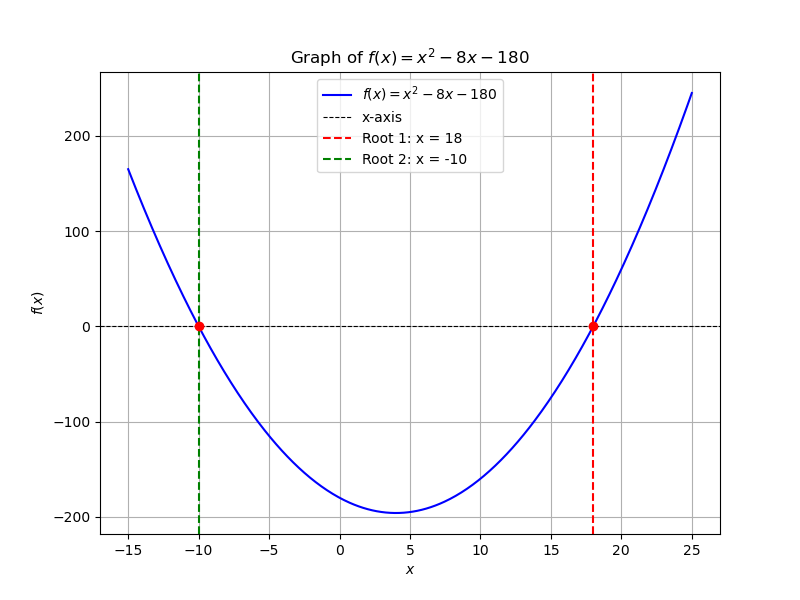 Graph of f(x) = x² − 8x − 180
f(x) = x² − 8x − 180
x-axis
Root 1: x = 18
Root 2: x = -10
f(x)
200
100
0
−100
−200
−15 −10 −5 0 5 10 15 20 25
x